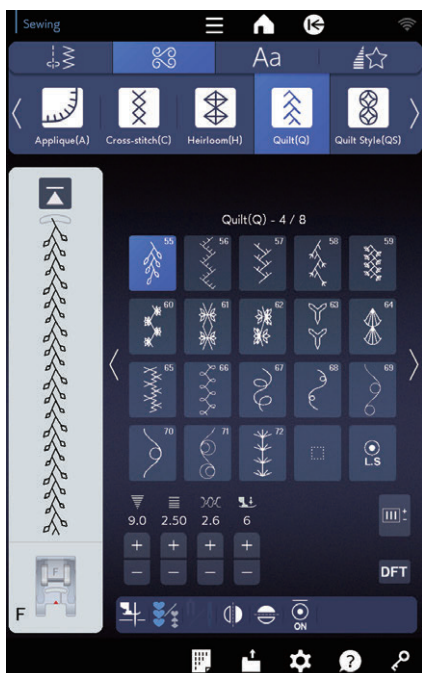 Sewing
Aa
Applique(A) Cross-stitch(C) Heirloom(H) Quilt(Q) Quilt Style(QS)
Quilt(Q) - 4 / 8
55 56 57 58 59
60 61 62 63 64
65 66 67 68 69
70 71 72
L.S
9.0 2.50 2.6 6
+ + + +
− − − −
DFT
F
F
ON
?